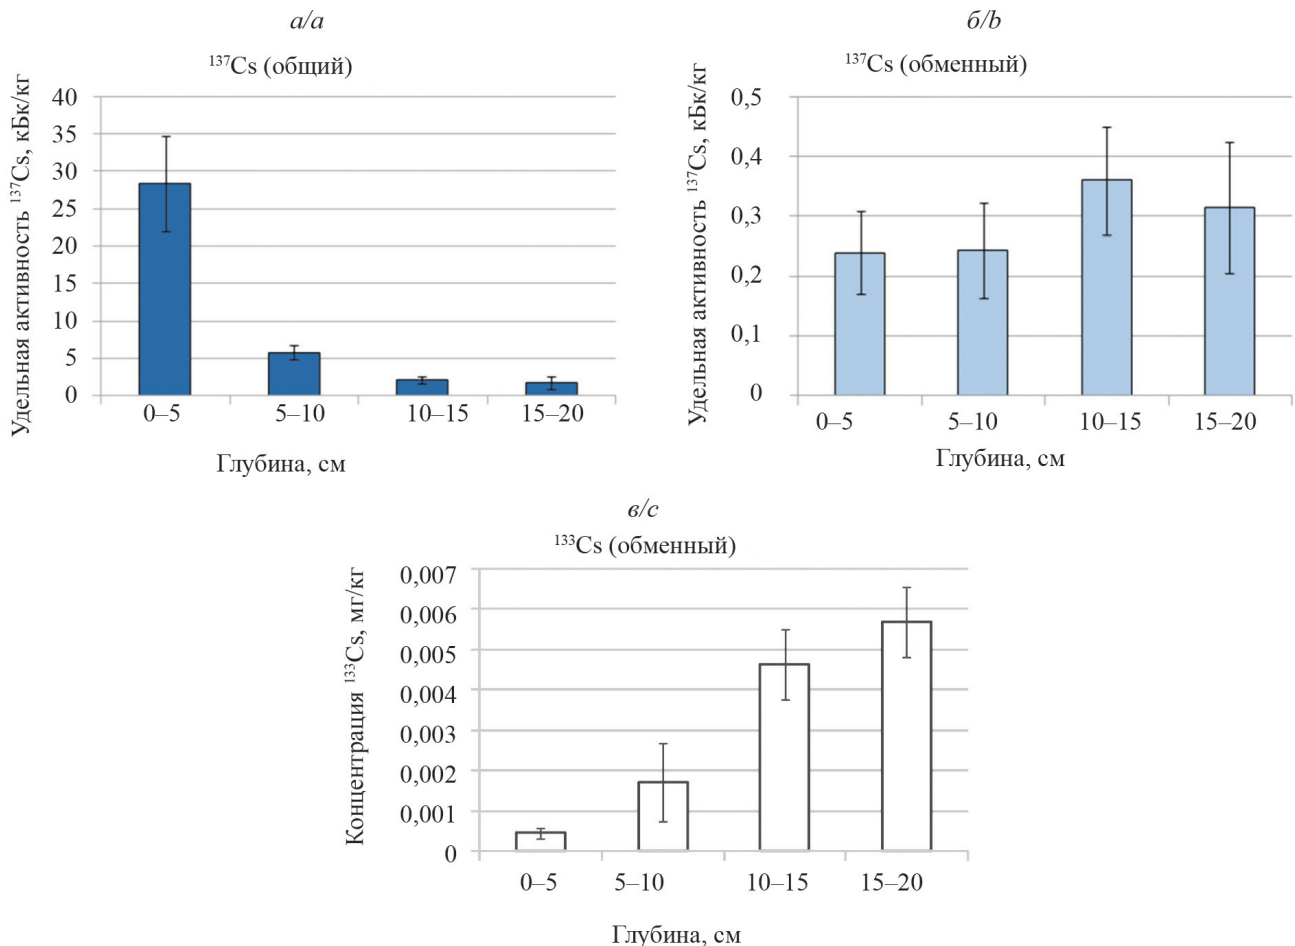 а/a
¹³⁷Cs (общий)
Удельная активность ¹³⁷Cs, кБк/кг
40
35
30
25
20
15
10
5
0
0–5 5–10 10–15 15–20
Глубина, см
б/b
¹³⁷Cs (обменный)
Удельная активность ¹³⁷Cs, кБк/кг
0,5
0,4
0,3
0,2
0,1
0
0–5 5–10 10–15 15–20
Глубина, см
в/c
¹³³Cs (обменный)
Концентрация ¹³³Cs, мг/кг
0,007
0,006
0,005
0,004
0,003
0,002
0,001
0
0–5 5–10 10–15 15–20
Глубина, см